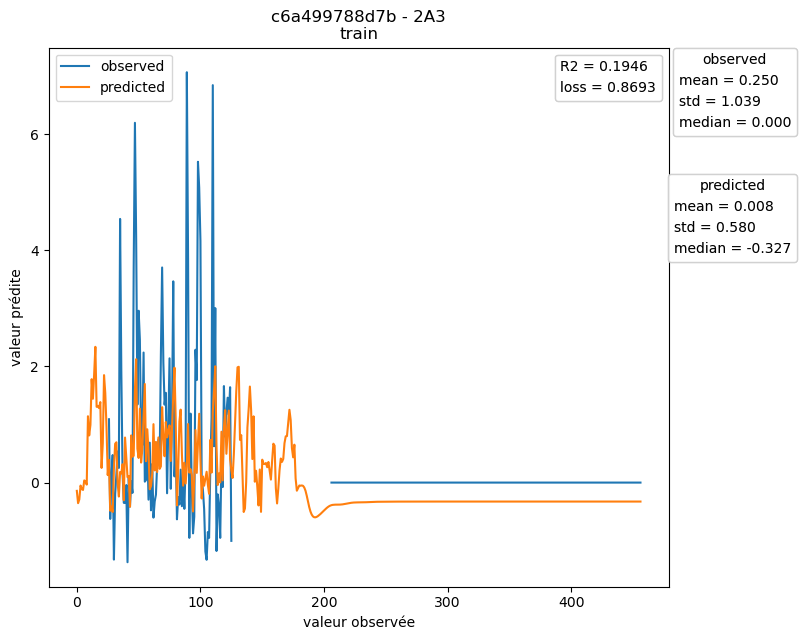 c6a499788d7b - 2A3
train
observed
predicted
R2 = 0.1946
loss = 0.8693
observed
mean = 0.250
std = 1.039
median = 0.000
predicted
mean = 0.008
std = 0.580
median = -0.327
6
4
2
0
valeur prédite
0
100
200
300
400
valeur observée